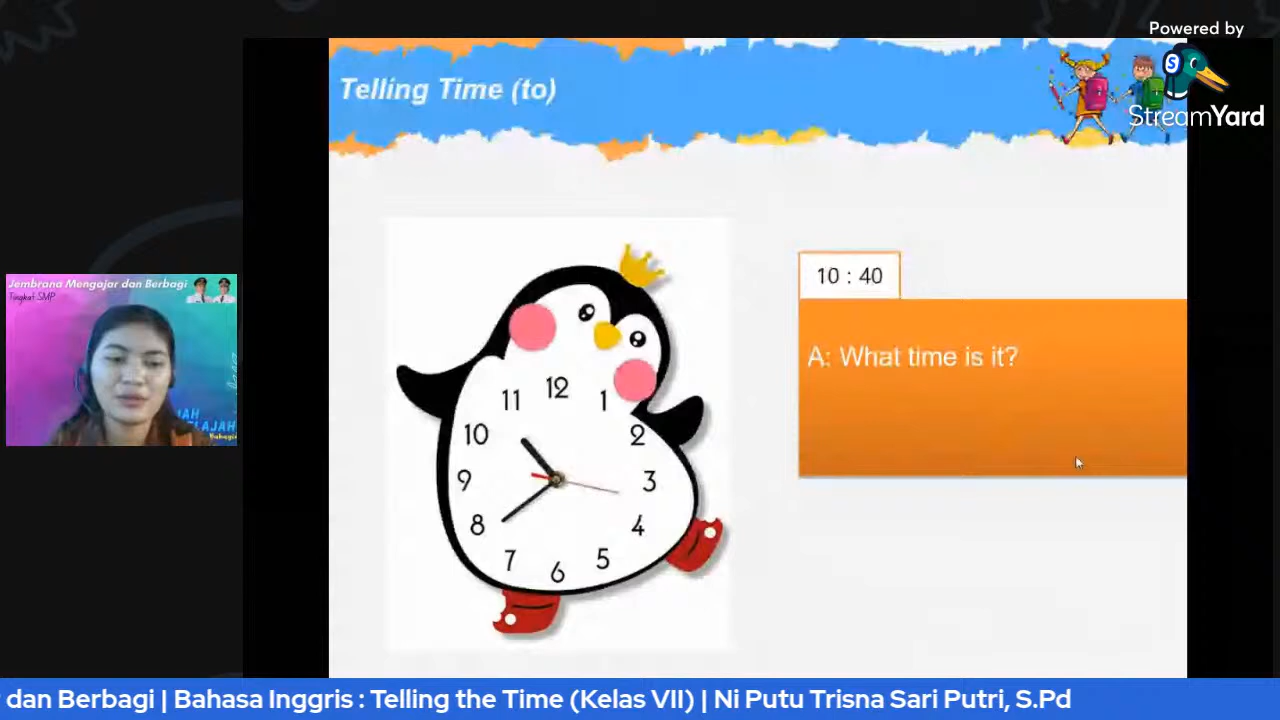 Powered by
StreamYard
Telling Time (to)
10 : 40
A: What time is it?
Jembrana Mengajar dan Berbagi
Tingkat SMP
12
11
1
10
2
9
3
8
4
7
5
6
dan Berbagi | Bahasa Inggris : Telling the Time (Kelas VII) | Ni Putu Trisna Sari Putri, S.Pd